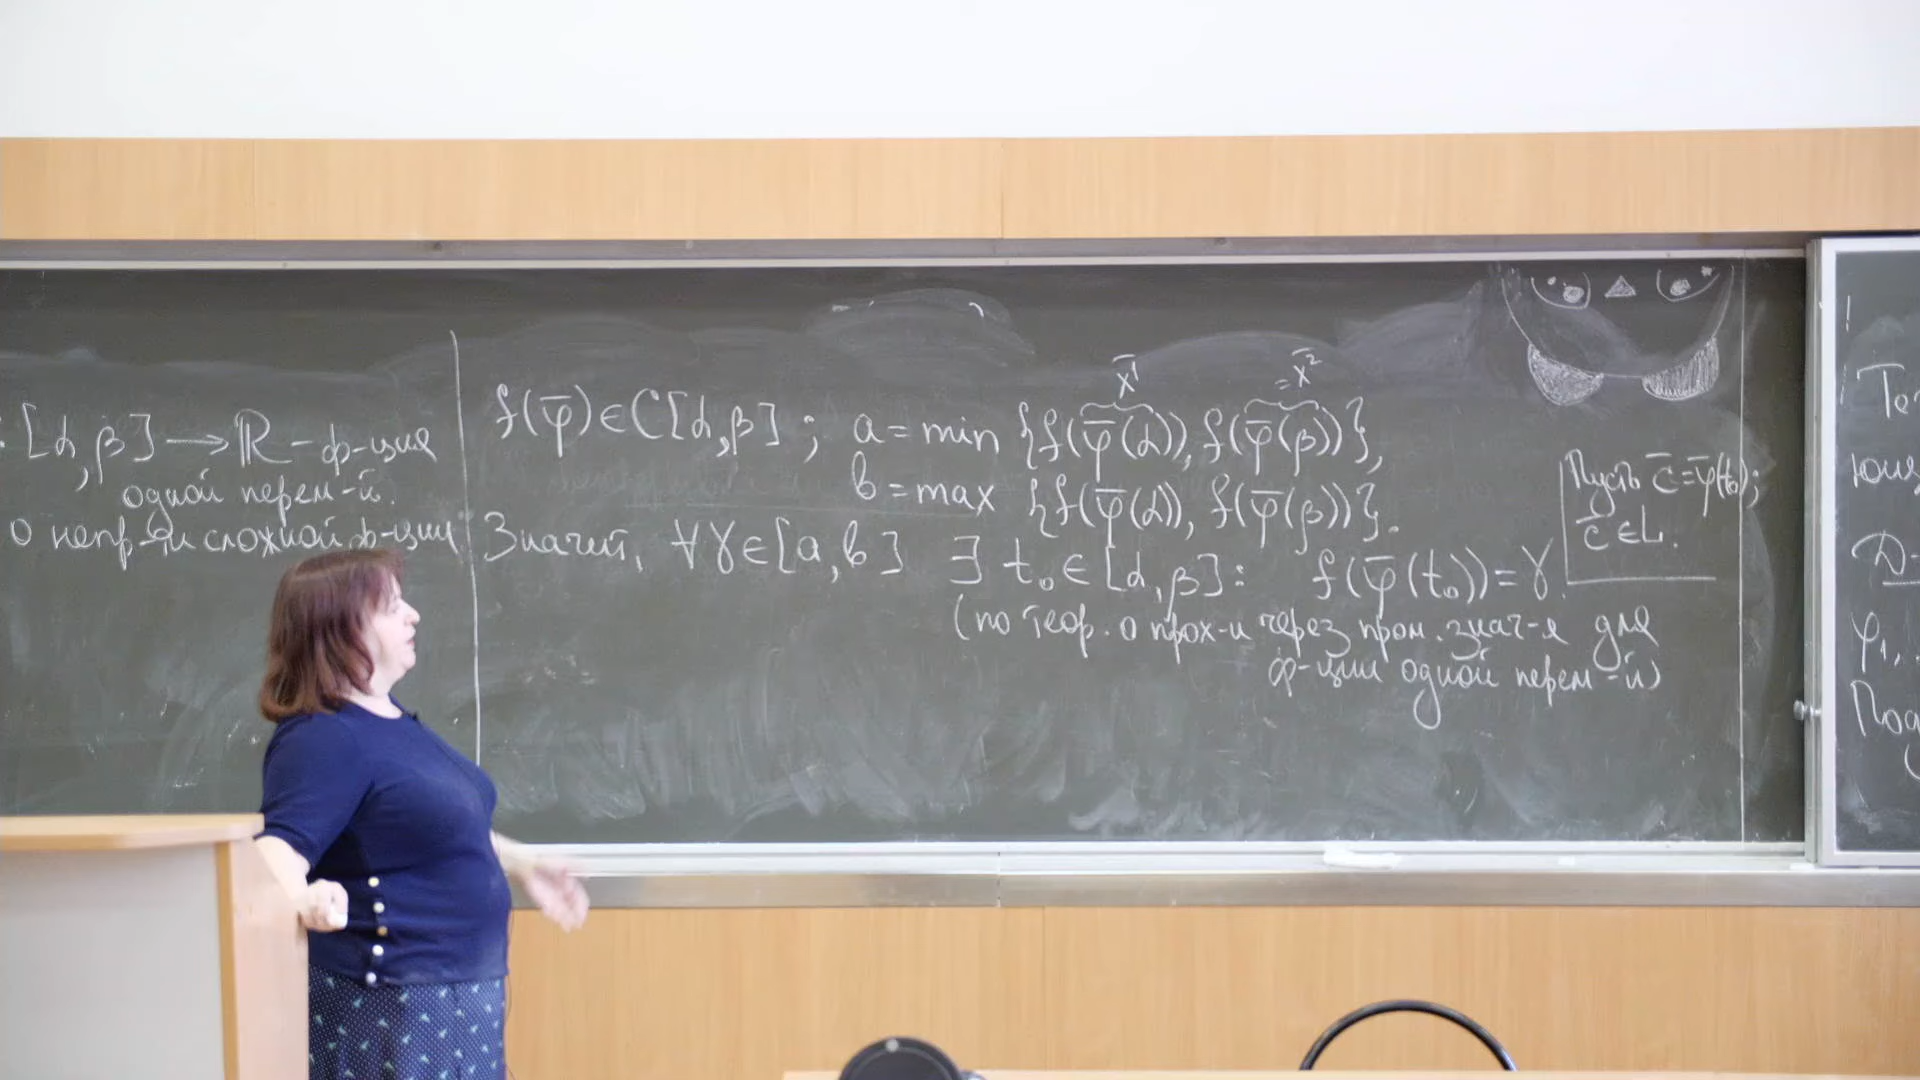 : [α, β] → ℝ – ф-ция
одной перем-й.
о непр-ти сложной ф-ции
x̄¹ = x̄²
f(φ̄) ∈ C[α, β] ; a = min {f(φ̄(α)), f(φ̄(β))},
b = max {f(φ̄(α)), f(φ̄(β))}.
Значит, ∀γ∈[a, b] ∃ t₀ ∈ [α, β] : f(φ̄(t₀)) = γ.
(по теор. о прох-и через пром. знач-я для
ф-ции одной перем-й)
Пусть c̄ = φ̄(t₀);
c̄ ∈ L.
φ₁, .